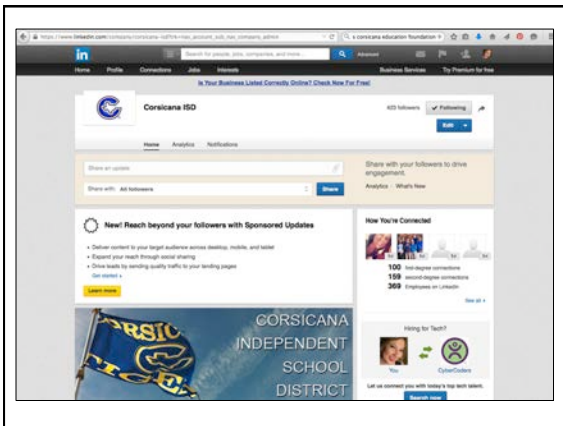 https://www.linkedin.com/company/corsicana-isd?trk=nav_account_sub_nav_company_admin
corsicana education foundation
in
Search for people, jobs, companies, and more...
Advanced
Home Profile Connections Jobs Interests
Business Services Try Premium for free
Is Your Business Listed Correctly Online? Check Now For Free!
Corsicana ISD
423 followers
Following
Edit
Home Analytics Notifications
Share an update
Share with: All followers
Share
Share with your followers to drive
engagement.
Analytics · What's New
New! Reach beyond your followers with Sponsored Updates
• Deliver content to your target audience across desktop, mobile, and tablet
• Expand your reach through social sharing
• Drive leads by sending quality traffic to your landing pages
Get started »
Learn more
How You're Connected
100 first-degree connections
159 second-degree connections
369 Employees on LinkedIn
See all »
Hiring for Tech?
You
CyberCoders
Let us connect you with today's top tech talent.
Search now
CORSICANA
INDEPENDENT
SCHOOL
DISTRICT